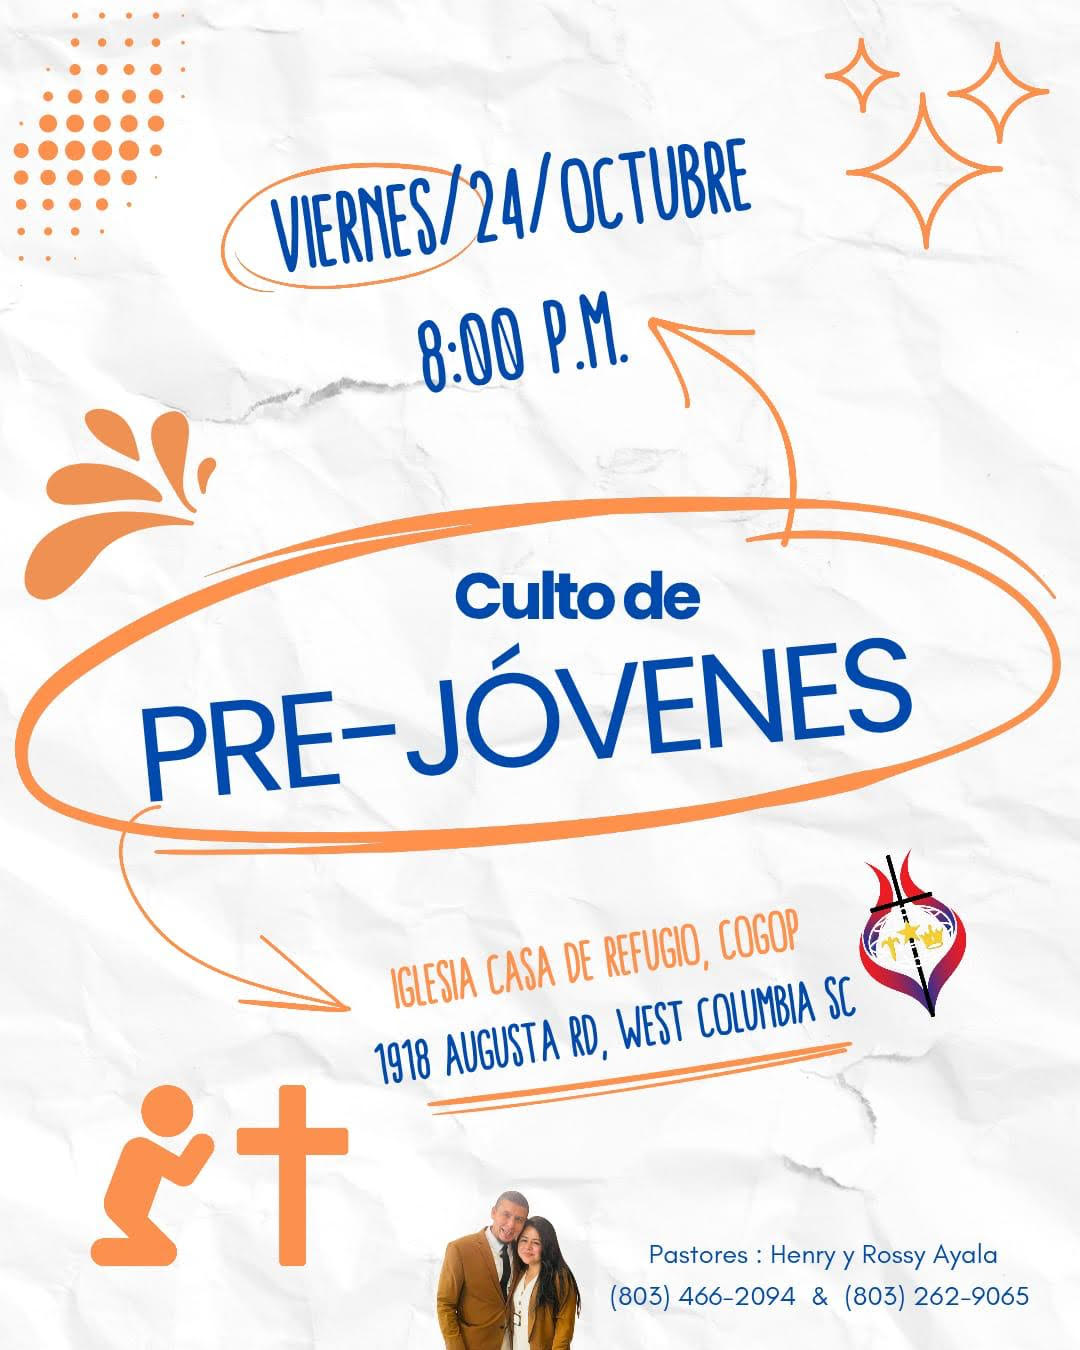 VIERNES/24/OCTUBRE
8:00 P.M.
Culto de
PRE-JÓVENES
IGLESIA CASA DE REFUGIO, COGOP
1918 AUGUSTA RD, WEST COLUMBIA SC
Pastores : Henry y Rossy Ayala
(803) 466-2094 & (803) 262-9065